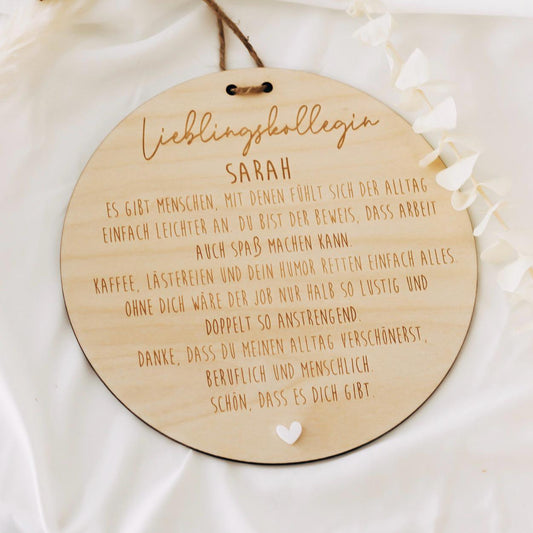 Lieblingskollegin
SARAH
ES GIBT MENSCHEN, MIT DENEN FÜHLT SICH DER ALLTAG
EINFACH LEICHTER AN. DU BIST DER BEWEIS, DASS ARBEIT
AUCH SPAß MACHEN KANN.
KAFFEE, LÄSTEREIEN UND DEIN HUMOR RETTEN EINFACH ALLES.
OHNE DICH WÄRE DER JOB NUR HALB SO LUSTIG UND
DOPPELT SO ANSTRENGEND.
DANKE, DASS DU MEINEN ALLTAG VERSCHÖNERST,
BERUFLICH UND MENSCHLICH.
SCHÖN, DASS ES DICH GIBT.